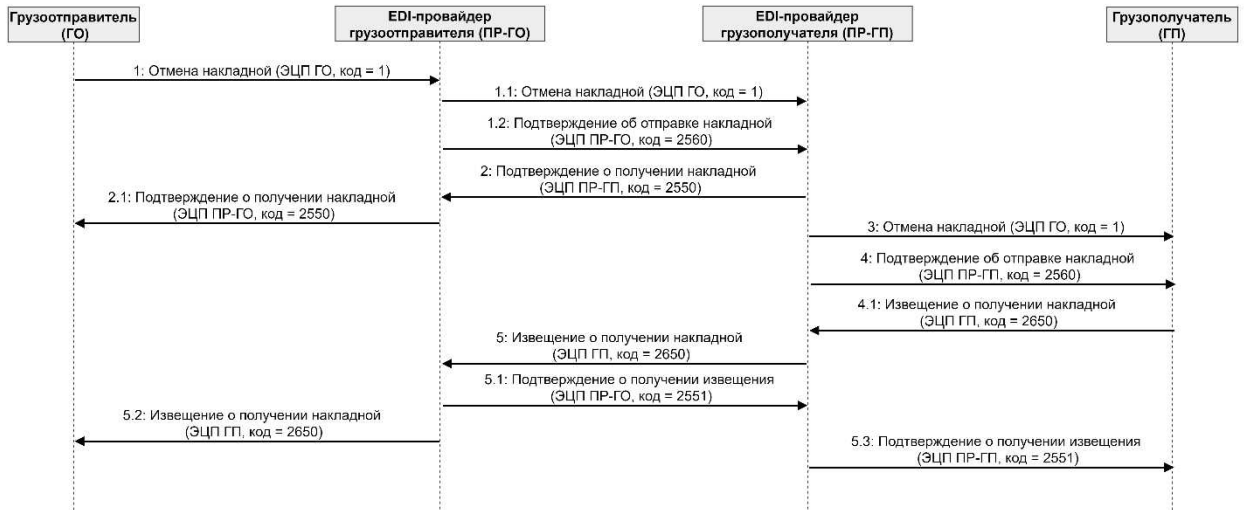 Грузоотправитель
(ГО)
EDI-провайдер
грузоотправителя (ПР-ГО)
EDI-провайдер
грузополучателя (ПР-ГП)
Грузополучатель
(ГП)
1: Отмена накладной (ЭЦП ГО, код = 1)
1.1: Отмена накладной (ЭЦП ГО, код = 1)
1.2: Подтверждение об отправке накладной
(ЭЦП ПР-ГО, код = 2560)
2: Подтверждение о получении накладной
(ЭЦП ПР-ГП, код = 2550)
2.1: Подтверждение о получении накладной
(ЭЦП ПР-ГО, код = 2550)
3: Отмена накладной (ЭЦП ГО, код = 1)
4: Подтверждение об отправке накладной
(ЭЦП ПР-ГП, код = 2560)
4.1: Извещение о получении накладной
(ЭЦП ГП, код = 2650)
5: Извещение о получении накладной
(ЭЦП ГП, код = 2650)
5.1: Подтверждение о получении извещения
(ЭЦП ПР-ГО, код = 2551)
5.2: Извещение о получении накладной
(ЭЦП ГП, код = 2650)
5.3: Подтверждение о получении извещения
(ЭЦП ПР-ГП, код = 2551)